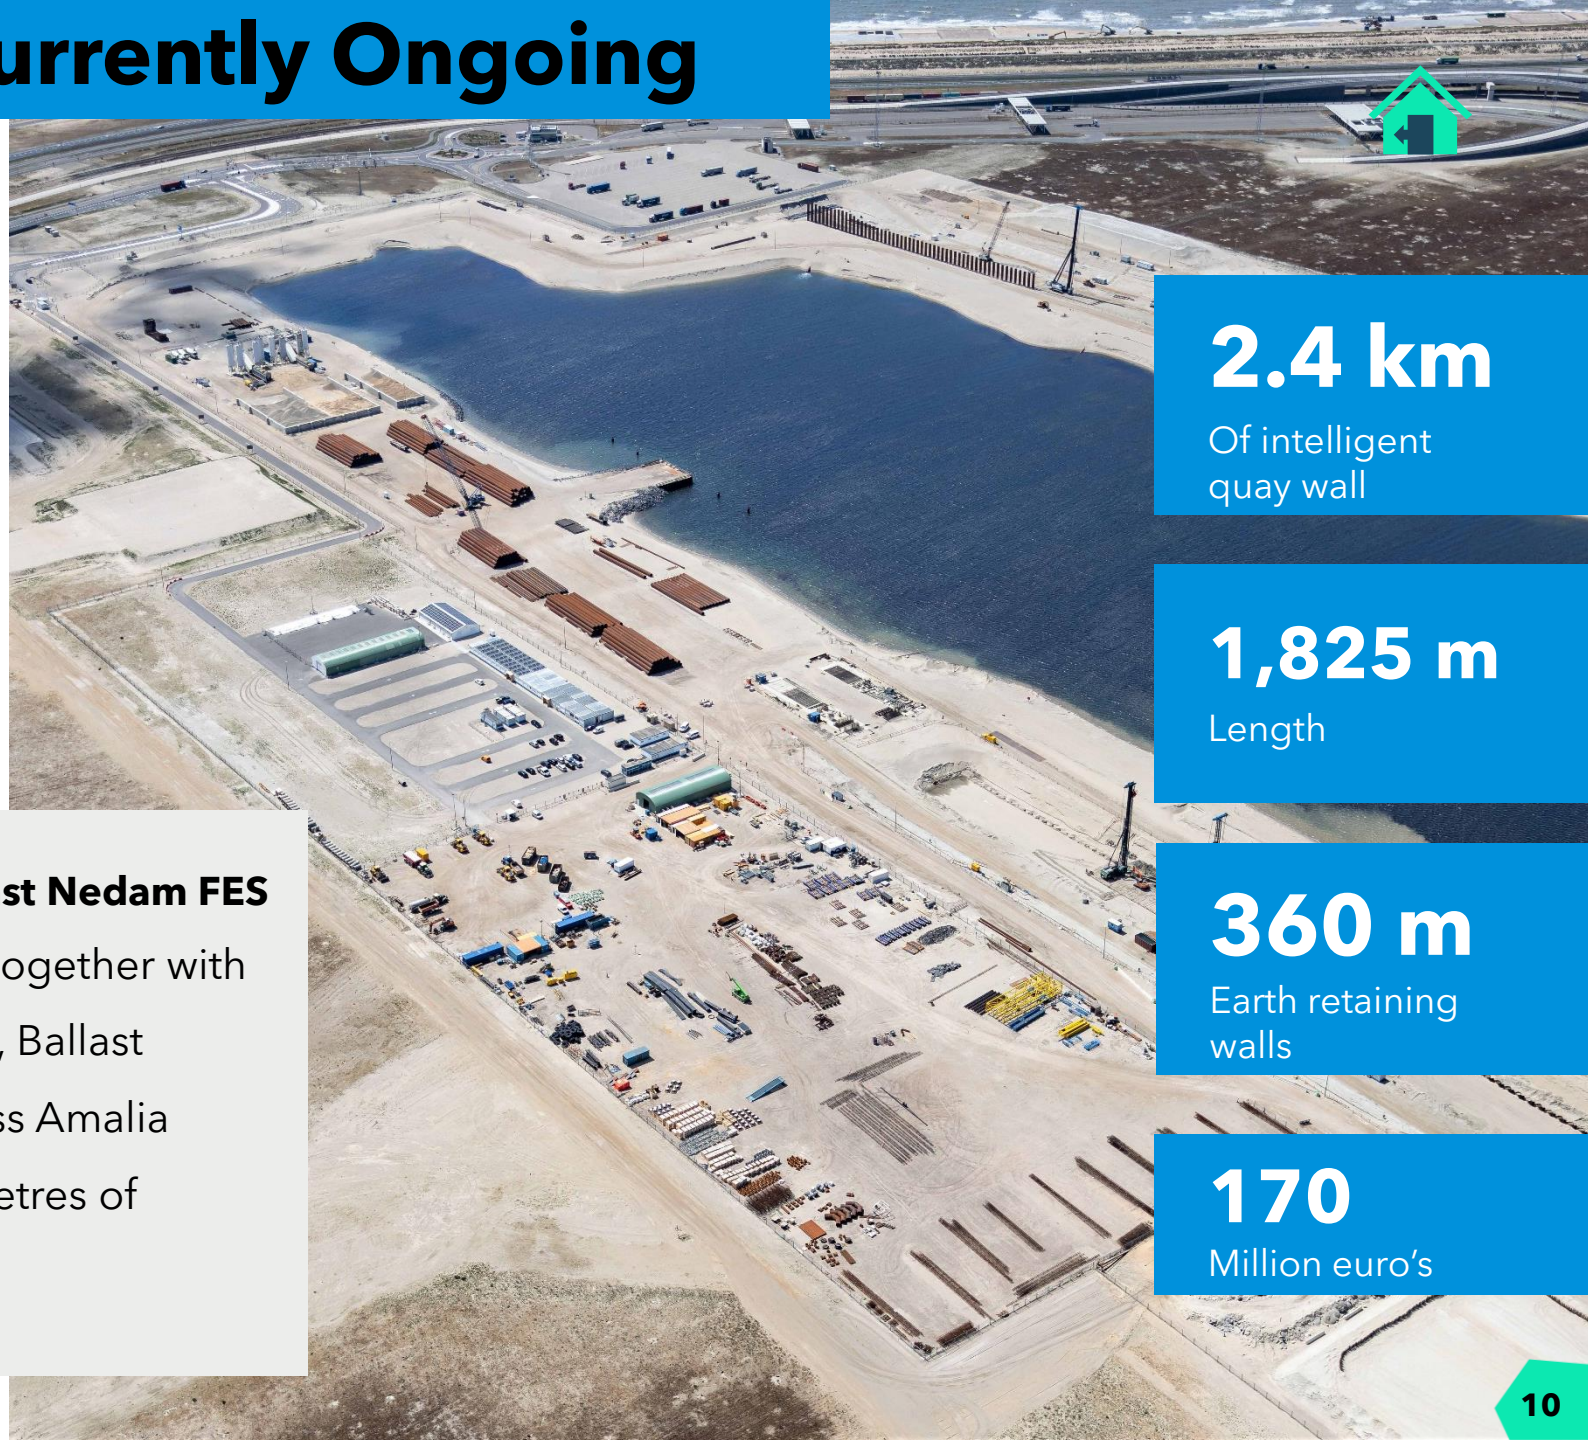 urrently Ongoing
2.4 km
Of intelligent
quay wall
1,825 m
Length
st Nedam FES
ogether with
, Ballast
ss Amalia
etres of
360 m
Earth retaining
walls
170
Million euro’s
10